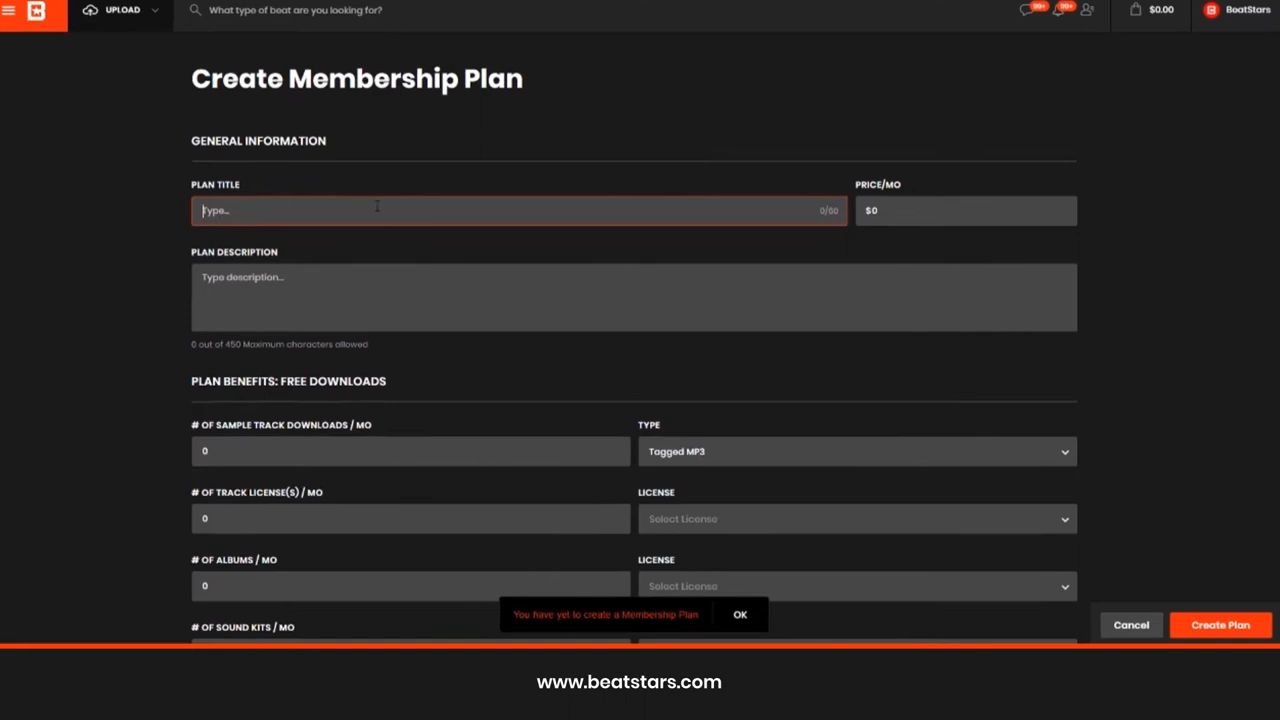 UPLOAD
What type of beat are you looking for?
99+
99+
$0.00
BeatStars
Create Membership Plan
GENERAL INFORMATION
PLAN TITLE
PRICE/MO
Type...
0/60
$0
PLAN DESCRIPTION
Type description...
0 out of 450 Maximum characters allowed
PLAN BENEFITS: FREE DOWNLOADS
# OF SAMPLE TRACK DOWNLOADS / MO
TYPE
0
Tagged MP3
# OF TRACK LICENSE(S) / MO
LICENSE
0
Select License
# OF ALBUMS / MO
LICENSE
0
Select License
You have yet to create a Membership Plan
OK
# OF SOUND KITS / MO
Cancel
Create Plan
www.beatstars.com